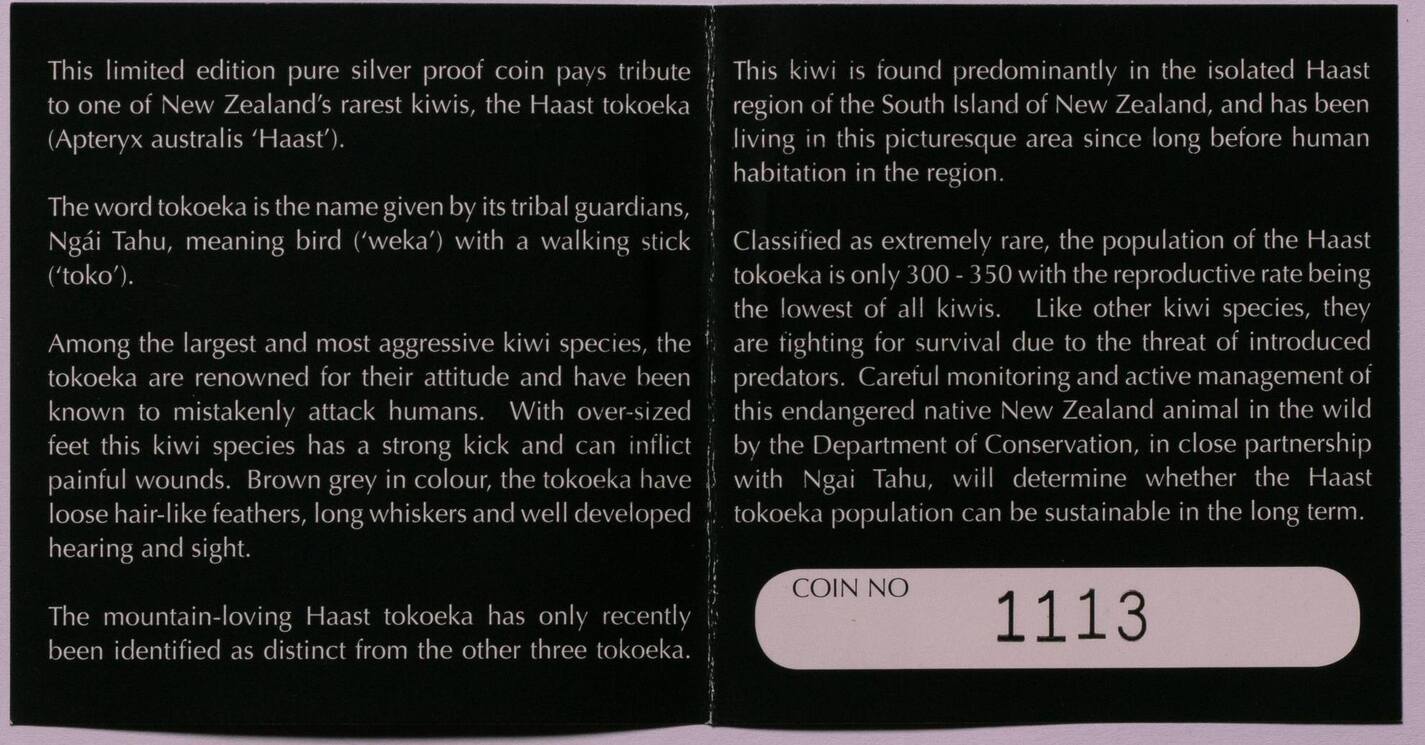 This limited edition pure silver proof coin pays tribute
to one of New Zealand's rarest kiwis, the Haast tokoeka
(Apteryx australis 'Haast').
The word tokoeka is the name given by its tribal guardians,
Ngái Tahu, meaning bird ('weka') with a walking stick
('toko').
Among the largest and most aggressive kiwi species, the
tokoeka are renowned for their attitude and have been
known to mistakenly attack humans. With over-sized
feet this kiwi species has a strong kick and can inflict
painful wounds. Brown grey in colour, the tokoeka have
loose hair-like feathers, long whiskers and well developed
hearing and sight.
The mountain-loving Haast tokoeka has only recently
been identified as distinct from the other three tokoeka.
This kiwi is found predominantly in the isolated Haast
region of the South Island of New Zealand, and has been
living in this picturesque area since long before human
habitation in the region.
Classified as extremely rare, the population of the Haast
tokoeka is only 300 - 350 with the reproductive rate being
the lowest of all kiwis. Like other kiwi species, they
are fighting for survival due to the threat of introduced
predators. Careful monitoring and active management of
this endangered native New Zealand animal in the wild
by the Department of Conservation, in close partnership
with Ngai Tahu, will determine whether the Haast
tokoeka population can be sustainable in the long term.
COIN NO 1113